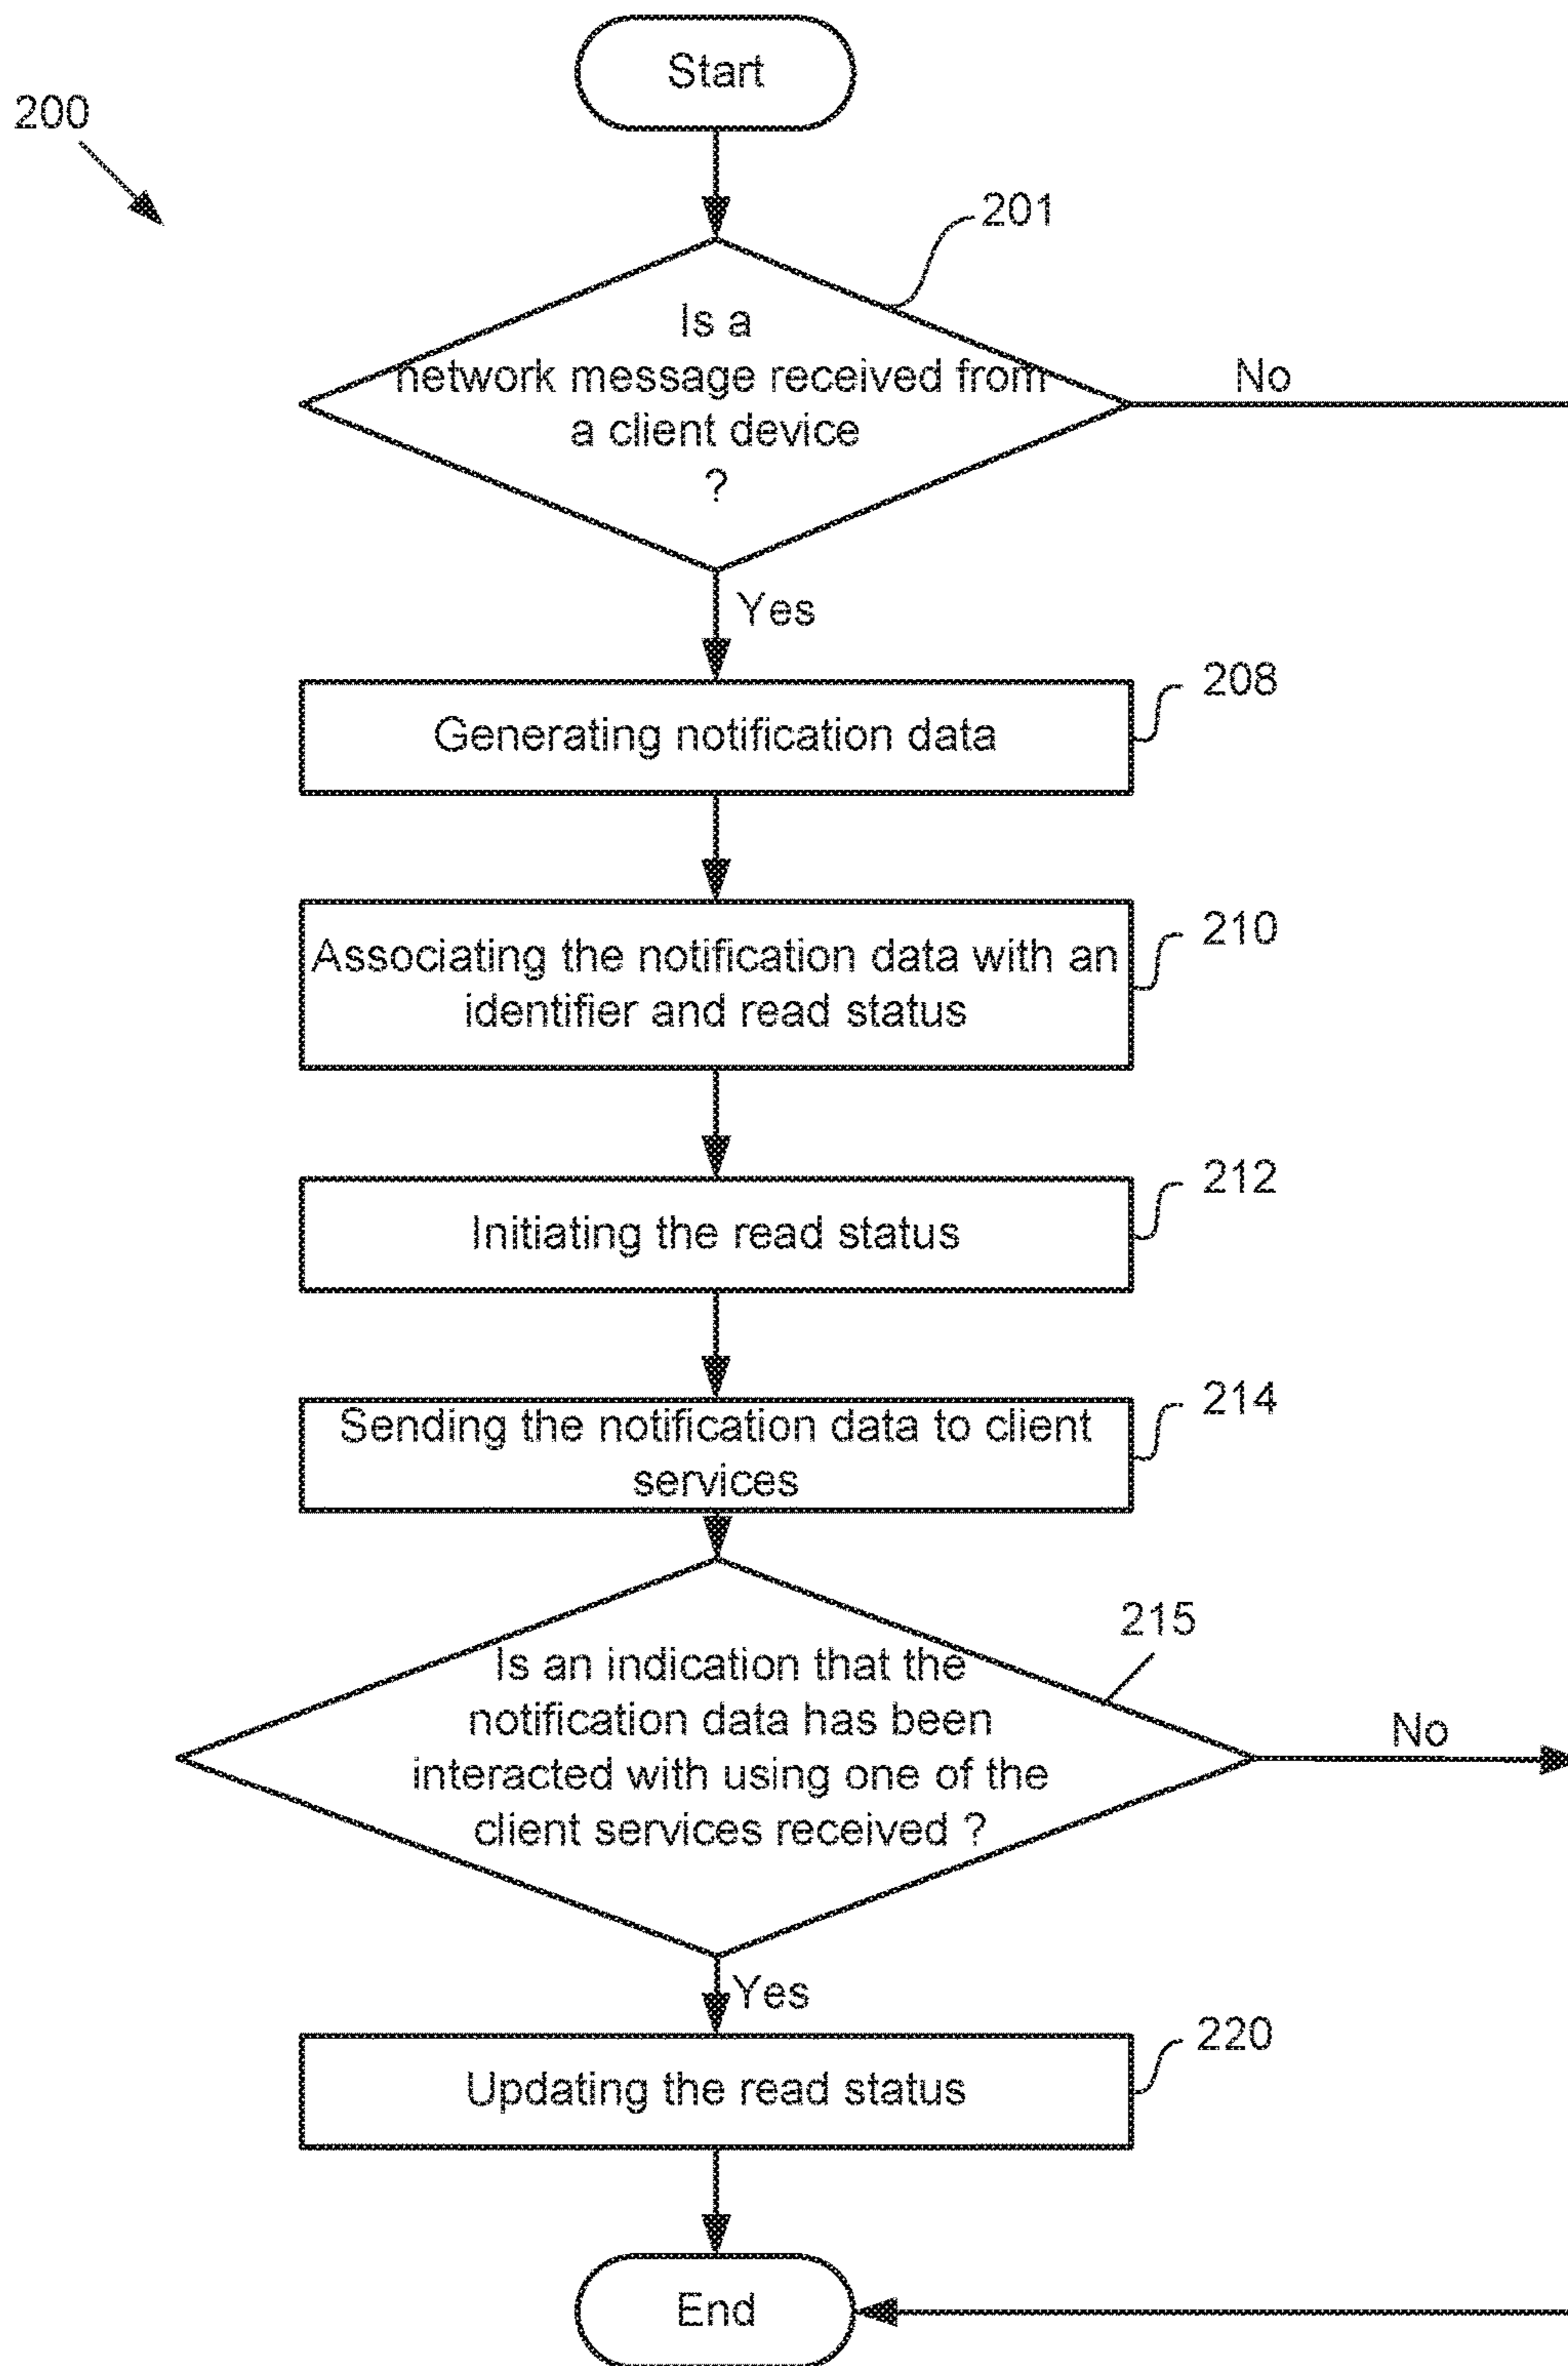 Start
200
201
Is a
network message received from
a client device
?
No
Yes
208
Generating notification data
210
Associating the notification data with an
identifier and read status
212
Initiating the read status
214
Sending the notification data to client
services
215
Is an indication that the
notification data has been
interacted with using one of the
client services received ?
No
Yes
220
Updating the read status
End